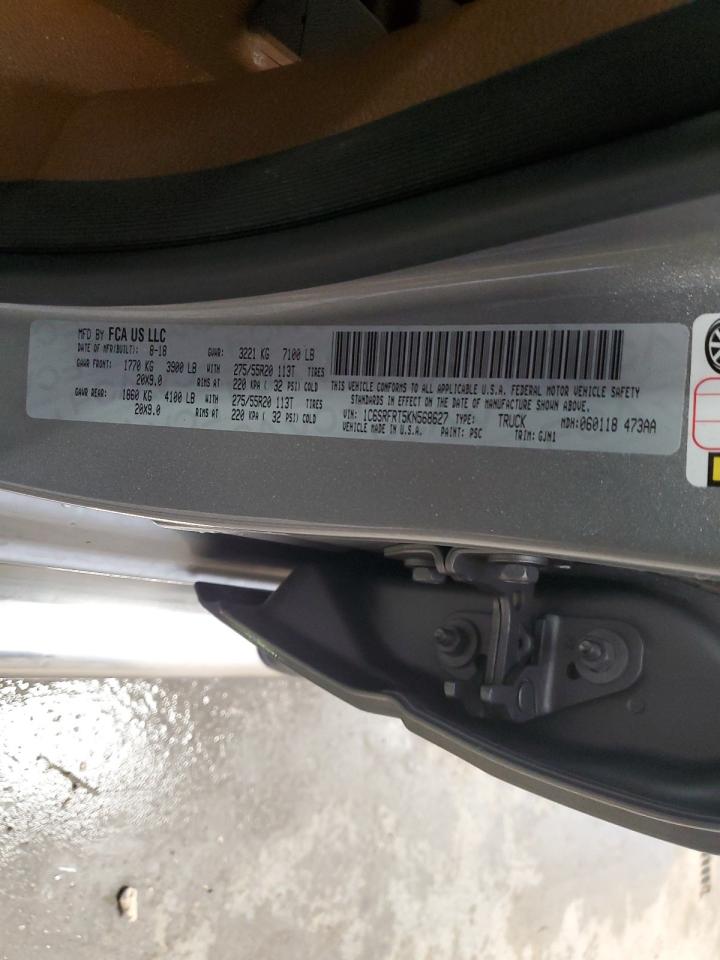 MFD BY FCA US LLC
DATE OF MFR(BUILT): 8-18 GVWR: 3221 KG 7100 LB
GAWR FRONT: 1770 KG 3900 LB WITH 275/55R20 113T TIRES
20X9.0 RIMS AT 220 KPA ( 32 PSI) COLD
GAWR REAR: 1860 KG 4100 LB WITH 275/55R20 113T TIRES
20X9.0 RIMS AT 220 KPA ( 32 PSI) COLD
THIS VEHICLE CONFORMS TO ALL APPLICABLE U.S.A. FEDERAL MOTOR VEHICLE SAFETY
STANDARDS IN EFFECT ON THE DATE OF MANUFACTURE SHOWN ABOVE.
VIN: 1C6SRFRT5KN568627 TYPE: TRUCK MDH:060118 473AA
VEHICLE MADE IN U.S.A. PAINT: PSC TRIM: GJN1